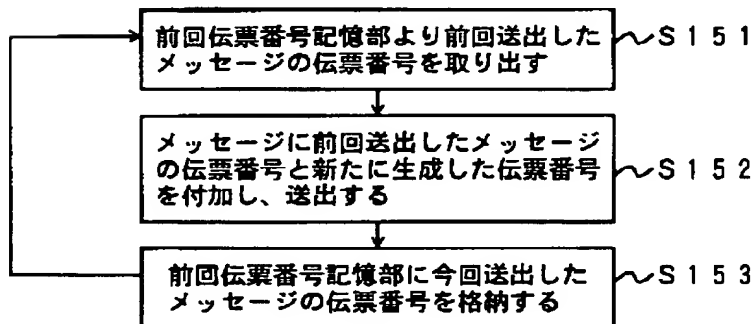 前回伝票番号記憶部より前回送出した
メッセージの伝票番号を取り出す
S151
メッセージに前回送出したメッセージ
の伝票番号と新たに生成した伝票番号
を付加し、送出する
S152
前回伝票番号記憶部に今回送出した
メッセージの伝票番号を格納する
S153